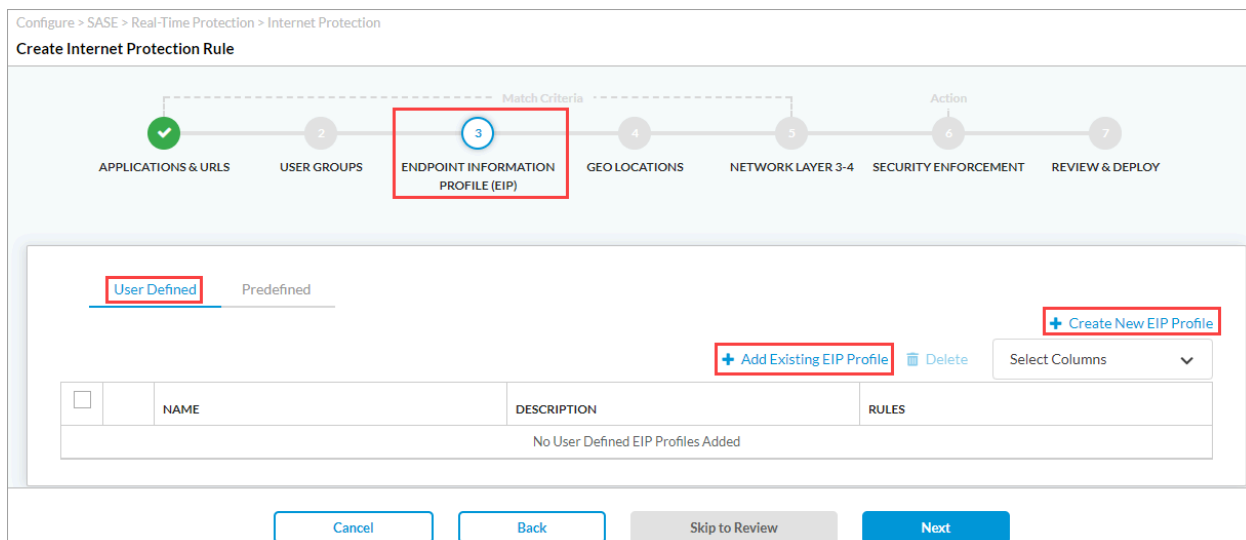 Configure > SASE > Real-Time Protection > Internet Protection
Create Internet Protection Rule
Match Criteria
Action
2
3
4
5
6
7
APPLICATIONS & URLS
USER GROUPS
ENDPOINT INFORMATION
PROFILE (EIP)
GEO LOCATIONS
NETWORK LAYER 3-4
SECURITY ENFORCEMENT
REVIEW & DEPLOY
User Defined
Predefined
+ Create New EIP Profile
+ Add Existing EIP Profile
Delete
Select Columns
NAME
DESCRIPTION
RULES
No User Defined EIP Profiles Added
Cancel
Back
Skip to Review
Next